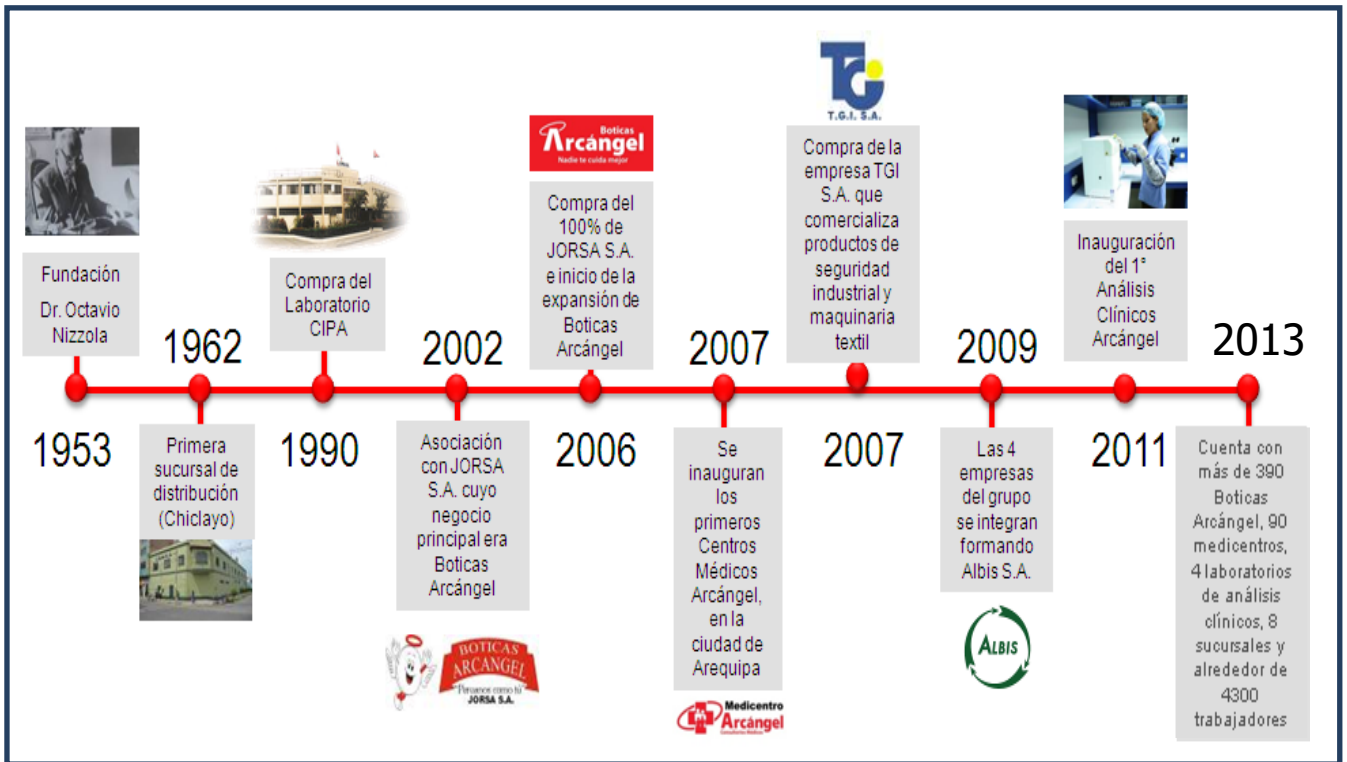 Fundación
Dr. Octavio
Nizzola
1953
1962
Primera
sucursal de
distribución
(Chiclayo)
Compra del
Laboratorio
CIPA
1990
2002
Asociación
con JORSA
S.A. cuyo
negocio
principal era
Boticas
Arcángel
BOTICAS
ARCANGEL
"Peruanos como tú"
JORSA S.A.
Boticas
Arcángel
Nadie te cuida mejor
Compra del
100% de
JORSA S.A.
e inicio de la
expansión de
Boticas
Arcángel
2006
2007
Se
inauguran
los
primeros
Centros
Médicos
Arcángel,
en la
ciudad de
Arequipa
Medicentro
Arcángel
Consultorios Médicos
TGI
T.G.I. S.A.
Compra de la
empresa TGI
S.A. que
comercializa
productos de
seguridad
industrial y
maquinaria
textil
2007
2009
Las 4
empresas
del grupo
se integran
formando
Albis S.A.
ALBIS
Inauguración
del 1°
Análisis
Clínicos
Arcángel
2011
2013
Cuenta con
más de 390
Boticas
Arcángel, 90
medicentros,
4 laboratorios
de análisis
clínicos, 8
sucursales y
alrededor de
4300
trabajadores